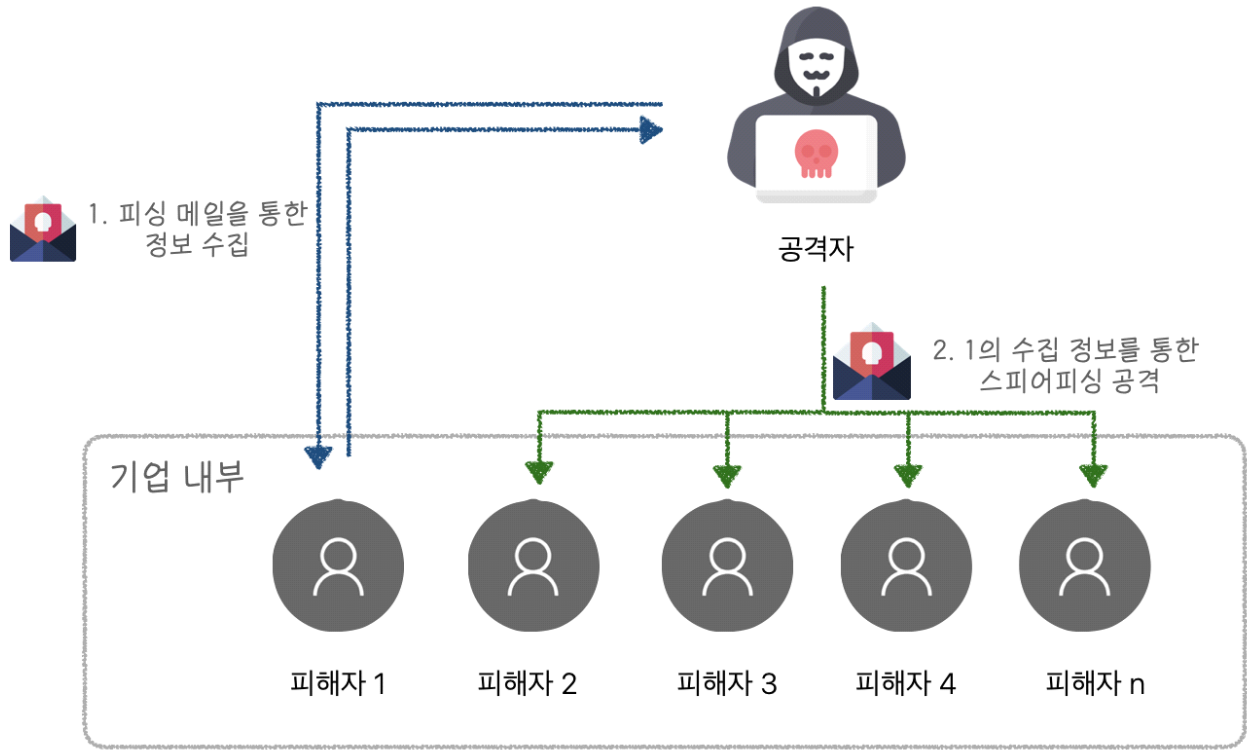 1. 피싱 메일을 통한
정보 수집
공격자
2. 1의 수집 정보를 통한
스피어피싱 공격
기업 내부
피해자 1
피해자 2
피해자 3
피해자 4
피해자 n